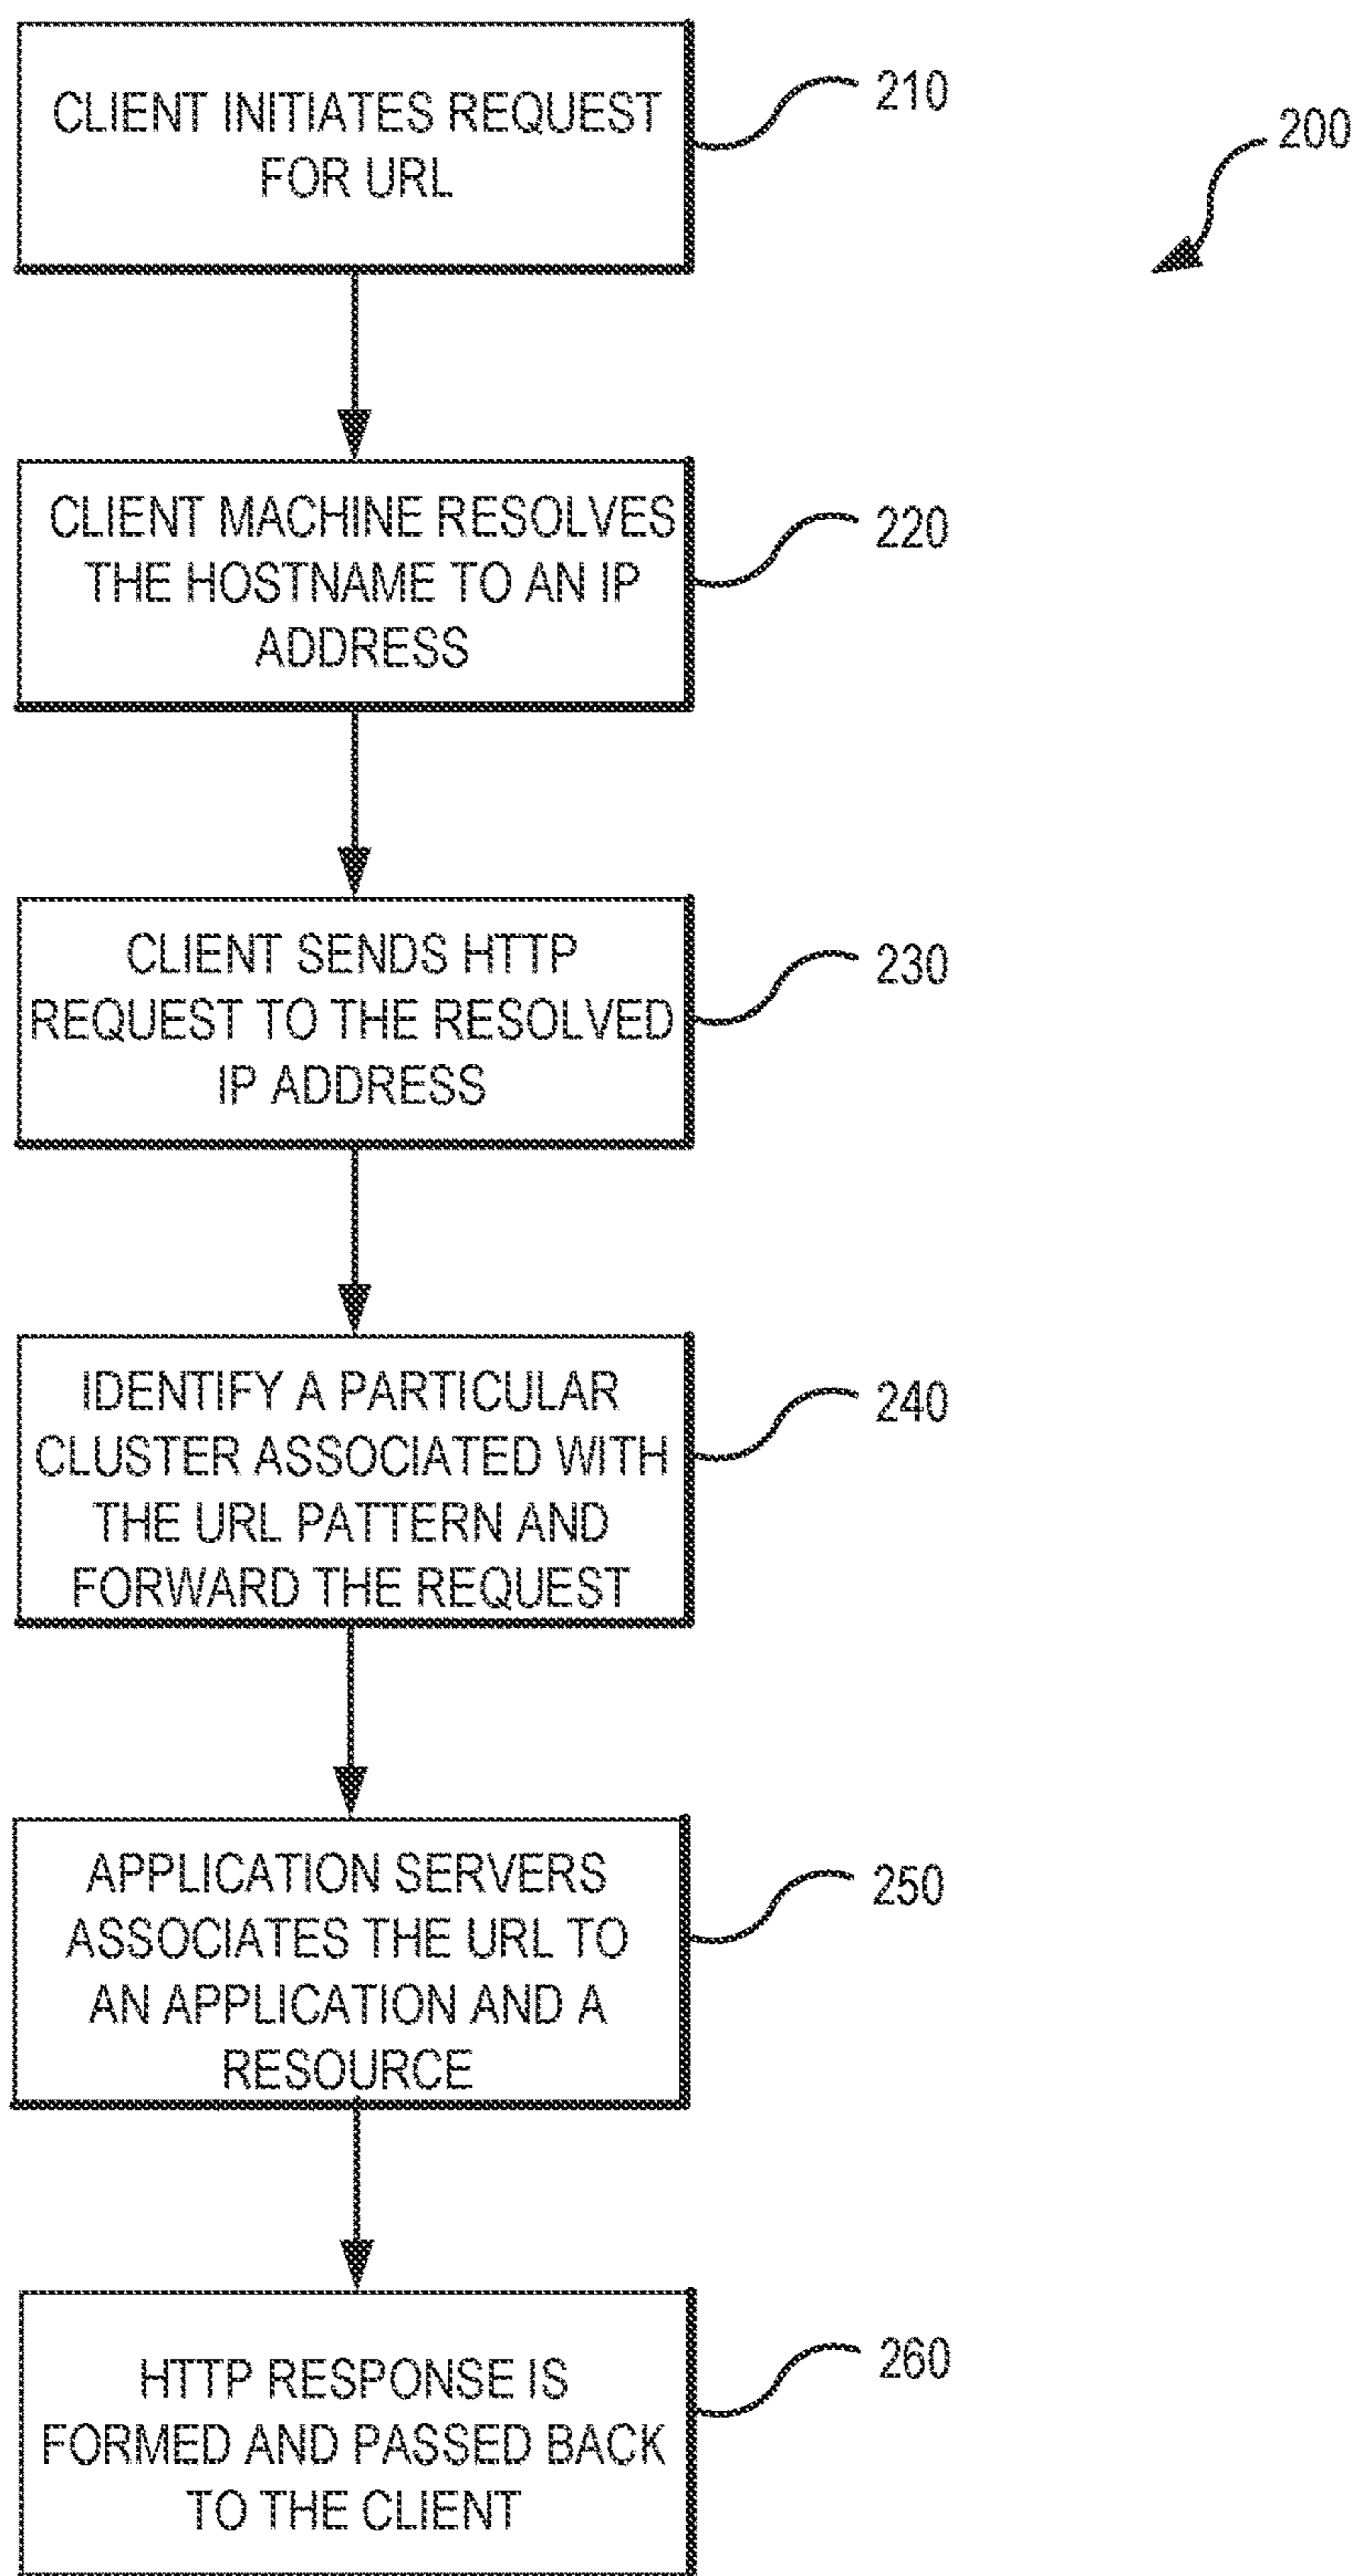 CLIENT INITIATES REQUEST
FOR URL
210
200
CLIENT MACHINE RESOLVES
THE HOSTNAME TO AN IP
ADDRESS
220
CLIENT SENDS HTTP
REQUEST TO THE RESOLVED
IP ADDRESS
230
IDENTIFY A PARTICULAR
CLUSTER ASSOCIATED WITH
THE URL PATTERN AND
FORWARD THE REQUEST
240
APPLICATION SERVERS
ASSOCIATES THE URL TO
AN APPLICATION AND A
RESOURCE
250
HTTP RESPONSE IS
FORMED AND PASSED BACK
TO THE CLIENT
260